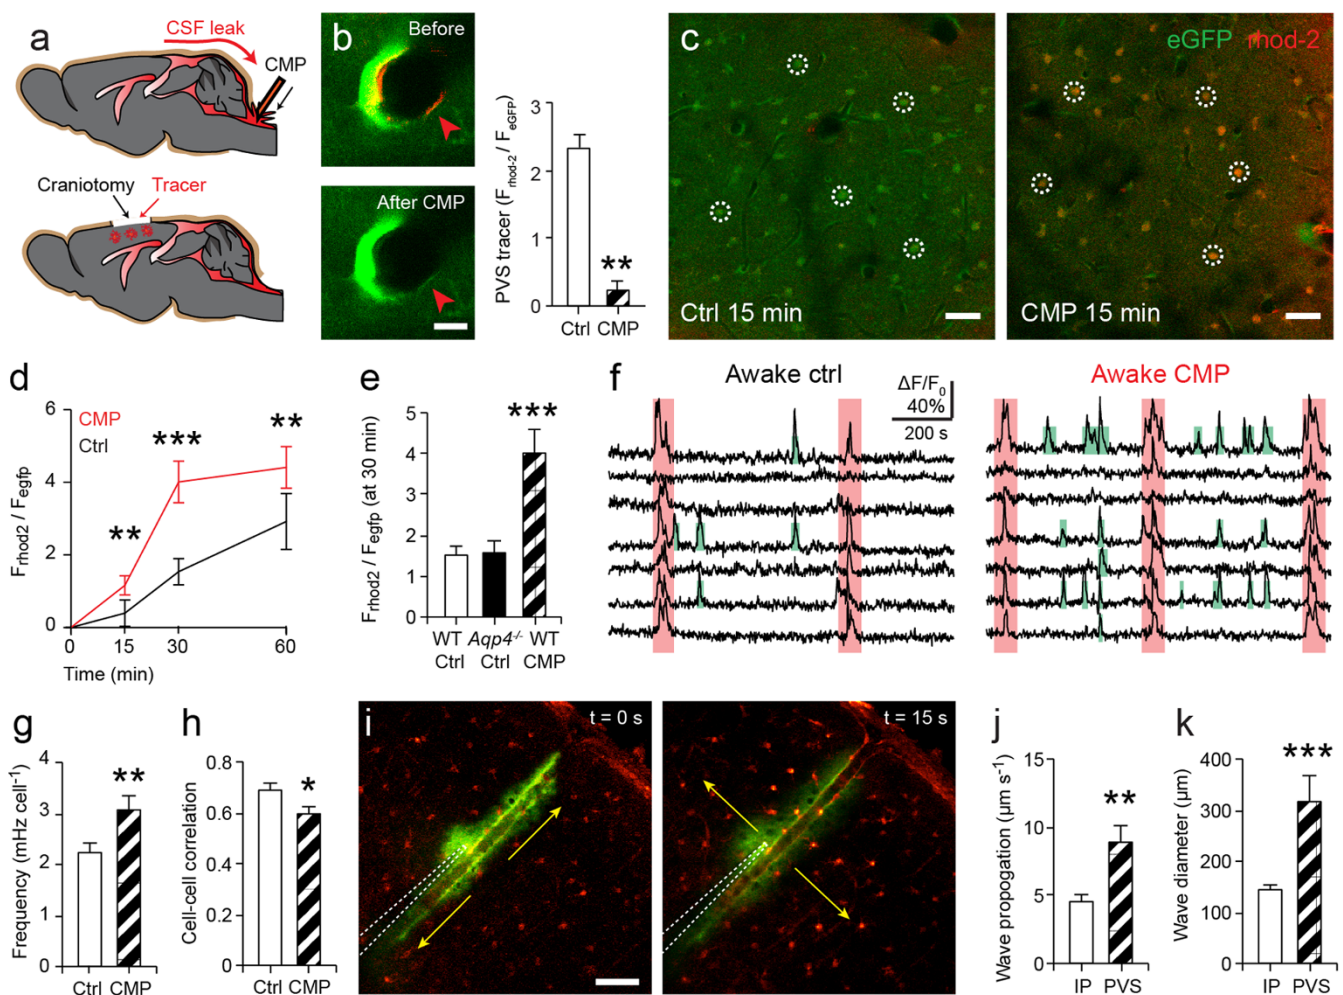 a
CSF leak
CMP
Craniotomy Tracer
b
Before
After CMP
PVS tracer (Frhod-2 / FeGFP)
3
2
1
0
**
Ctrl CMP
c
Ctrl 15 min
eGFP rhod-2
CMP 15 min
d
Frhod2 / Fegfp
6
4
2
0
CMP
Ctrl
**
***
**
0 15 30 60
Time (min)
e
Frhod2 / Fegfp (at 30 min)
5
4
3
2
1
0
***
WT Aqp4-/- WT
Ctrl Ctrl CMP
f
Awake ctrl
ΔF/F0
40%
200 s
Awake CMP
g
Frequency (mHz cell-1)
4
3
2
1
0
**
Ctrl CMP
h
Cell-cell correlation
0.8
0.6
0.4
0.2
0
*
Ctrl CMP
i
t = 0 s
t = 15 s
j
Wave propogation (µm s-1)
15
10
5
0
**
IP PVS
k
Wave diameter (µm)
400
300
200
100
0
***
IP PVS